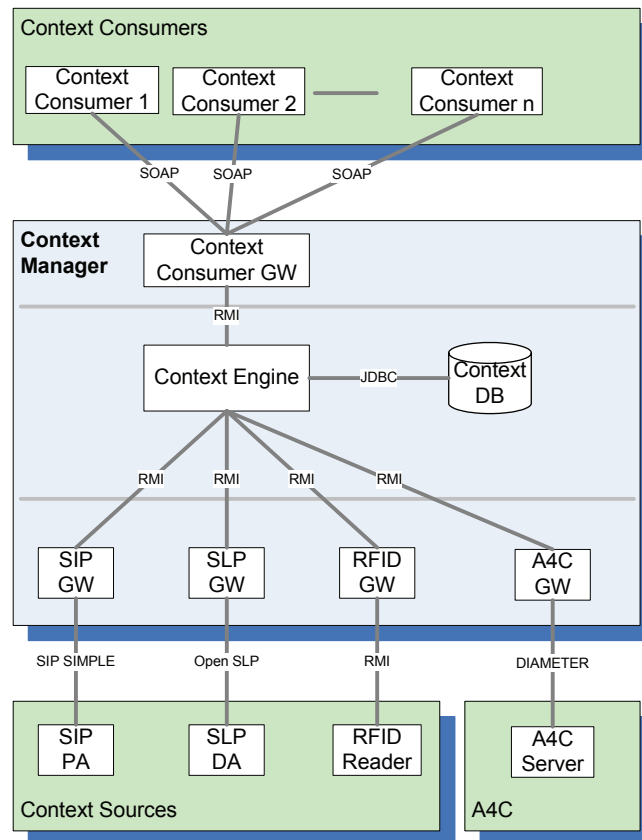 Context Consumers
Context
Consumer 1
Context
Consumer 2
Context
Consumer n
SOAP
SOAP
SOAP
Context
Manager
Context
Consumer GW
RMI
Context Engine
JDBC
Context
DB
RMI
RMI
RMI
RMI
SIP
GW
SLP
GW
RFID
GW
A4C
GW
SIP SIMPLE
Open SLP
RMI
DIAMETER
SIP
PA
SLP
DA
RFID
Reader
A4C
Server
Context Sources
A4C